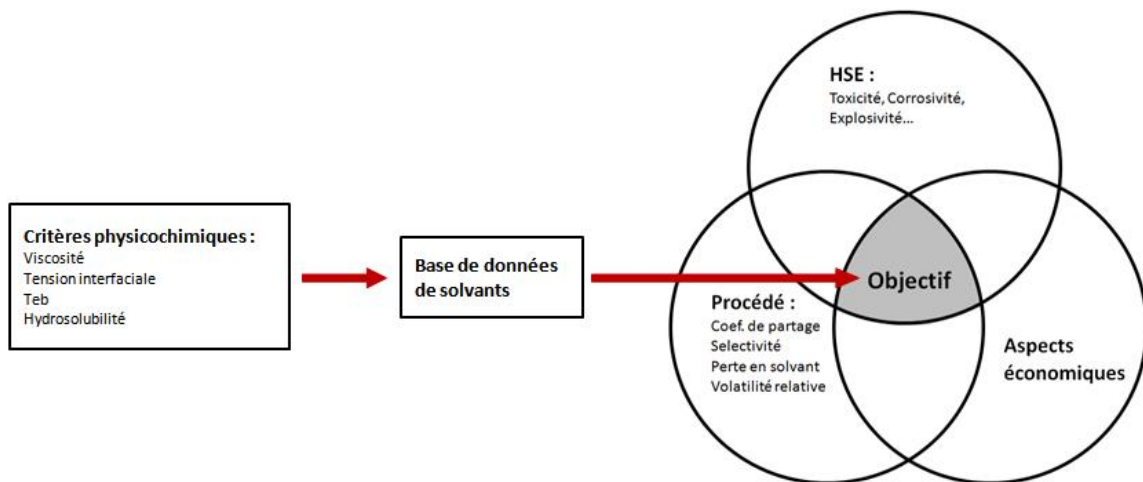 Critères physicochimiques :
Viscosité
Tension interfaciale
Teb
Hydrosolubilité
Base de données
de solvants
HSE :
Toxicité, Corrosivité,
Explosivité...
Objectif
Procédé :
Coef. de partage
Selectivité
Perte en solvant
Volatilité relative
Aspects
économiques